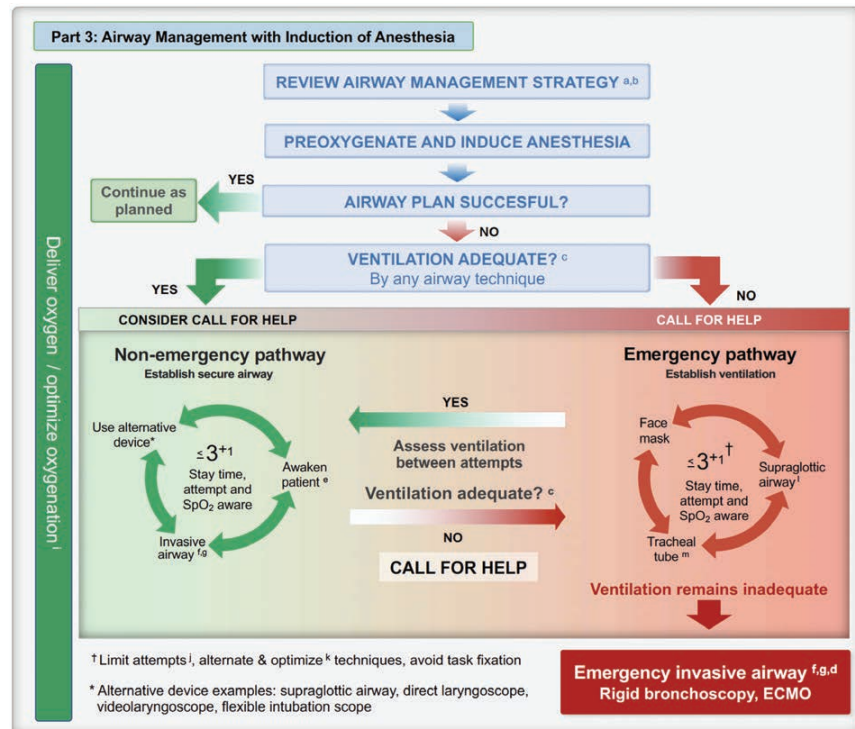 Part 3: Airway Management with Induction of Anesthesia
Deliver oxygen / optimize oxygenation i
REVIEW AIRWAY MANAGEMENT STRATEGY a,b
PREOXYGENATE AND INDUCE ANESTHESIA
YES
Continue as
planned
AIRWAY PLAN SUCCESFUL?
NO
VENTILATION ADEQUATE? c
By any airway technique
YES
NO
CONSIDER CALL FOR HELP
CALL FOR HELP
Non-emergency pathway
Establish secure airway
Use alternative
device*
≤3+1
Stay time,
attempt and
SpO2 aware
Awaken
patient e
Invasive
airway f,g
YES
Assess ventilation
between attempts
Ventilation adequate? c
NO
CALL FOR HELP
Emergency pathway
Establish ventilation
Face
mask
≤3+1†
Stay time,
attempt and
SpO2 aware
Supraglottic
airway l
Tracheal
tube m
Ventilation remains inadequate
Emergency invasive airway f,g,d
Rigid bronchoscopy, ECMO
† Limit attempts j, alternate & optimize k techniques, avoid task fixation
* Alternative device examples: supraglottic airway, direct laryngoscope,
videolaryngoscope, flexible intubation scope